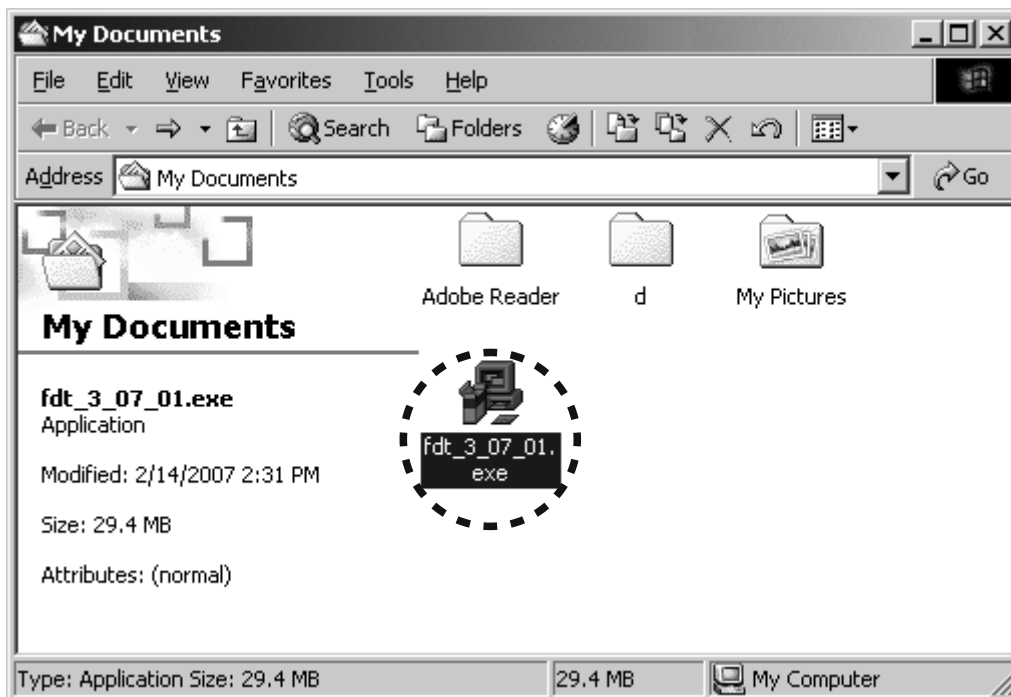 My Documents
File Edit View Favorites Tools Help
Back Search Folders
Address My Documents Go
Adobe Reader d My Pictures
My Documents
fdt_3_07_01.exe
Application
Modified: 2/14/2007 2:31 PM
Size: 29.4 MB
Attributes: (normal)
fdt_3_07_01.
exe
Type: Application Size: 29.4 MB 29.4 MB My Computer